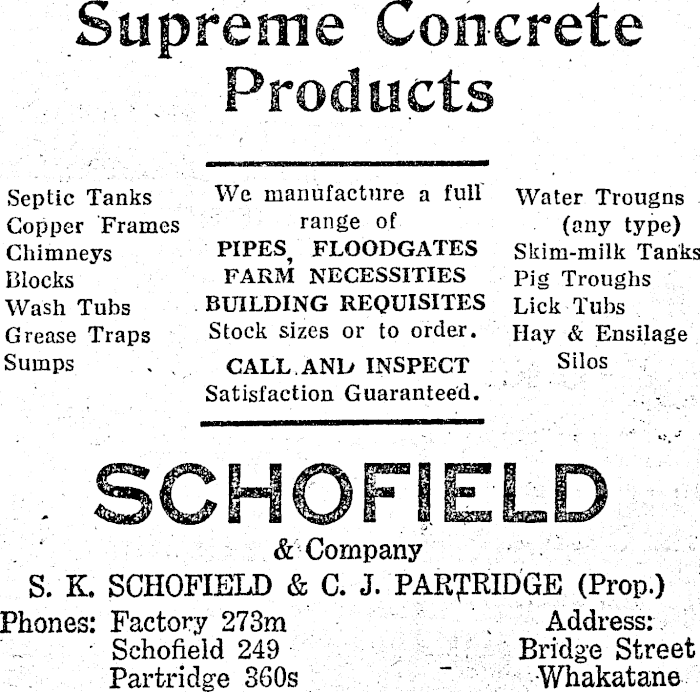 Supreme Concrete
Products
Septic Tanks
Copper Frames
Chimneys
Blocks
Wash Tubs
Grease Traps
Sumps
We manufacture a full
range of
PIPES, FLOODGATES
FARM NECESSITIES
BUILDING REQUISITES
Stock sizes or to order.
CALL AND INSPECT
Satisfaction Guaranteed.
Water Trougns
(any type)
Skim-milk Tanks
Pig Troughs
Lick Tubs
Hay & Ensilage
Silos
SCHOFIELD
& Company
S. K. SCHOFIELD & C. J. PARTRIDGE (Prop.)
Phones: Factory 273m
Schofield 249
Partridge 360s
Address:
Bridge Street
Whakatane